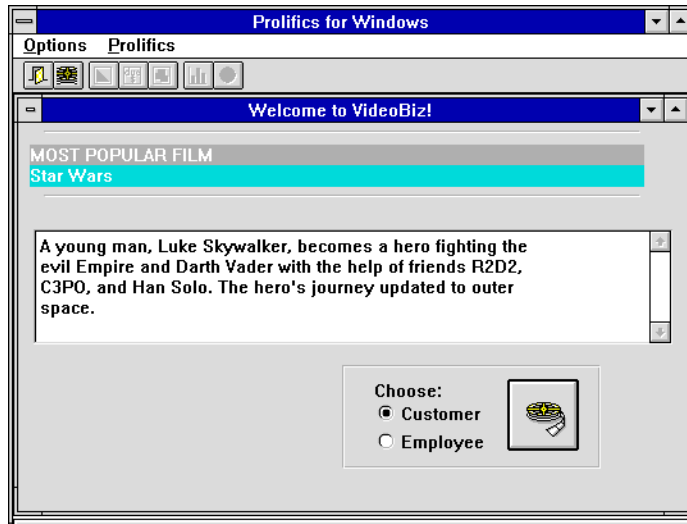 Prolifics for Windows
Options Prolifics
Welcome to VideoBiz!
MOST POPULAR FILM
Star Wars
A young man, Luke Skywalker, becomes a hero fighting the
evil Empire and Darth Vader with the help of friends R2D2,
C3PO, and Han Solo. The hero's journey updated to outer
space.
Choose:
Customer
Employee